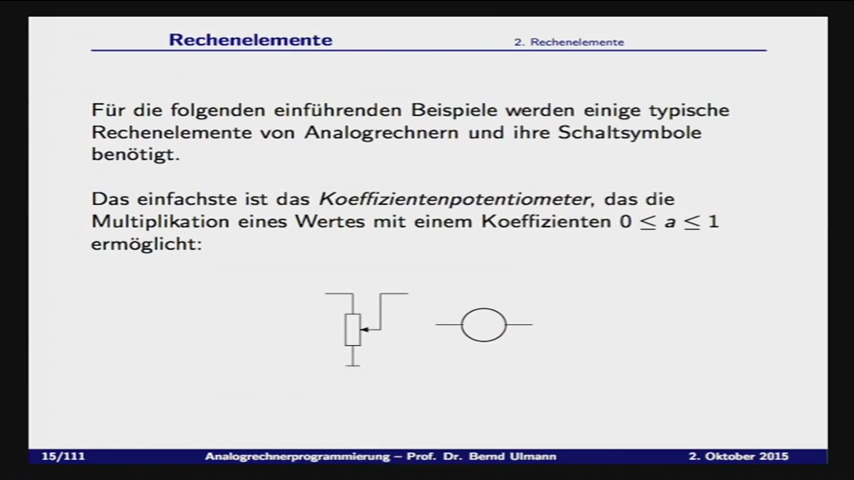 Rechenelemente
2. Rechenelemente
Für die folgenden einführenden Beispiele werden einige typische
Rechenelemente von Analogrechnern und ihre Schaltsymbole
benötigt.
Das einfachste ist das Koeffizientenpotentiometer, das die
Multiplikation eines Wertes mit einem Koeffizienten 0 ≤ a ≤ 1
ermöglicht:
15/111
Analogrechnerprogrammierung – Prof. Dr. Bernd Ulmann
2. Oktober 2015